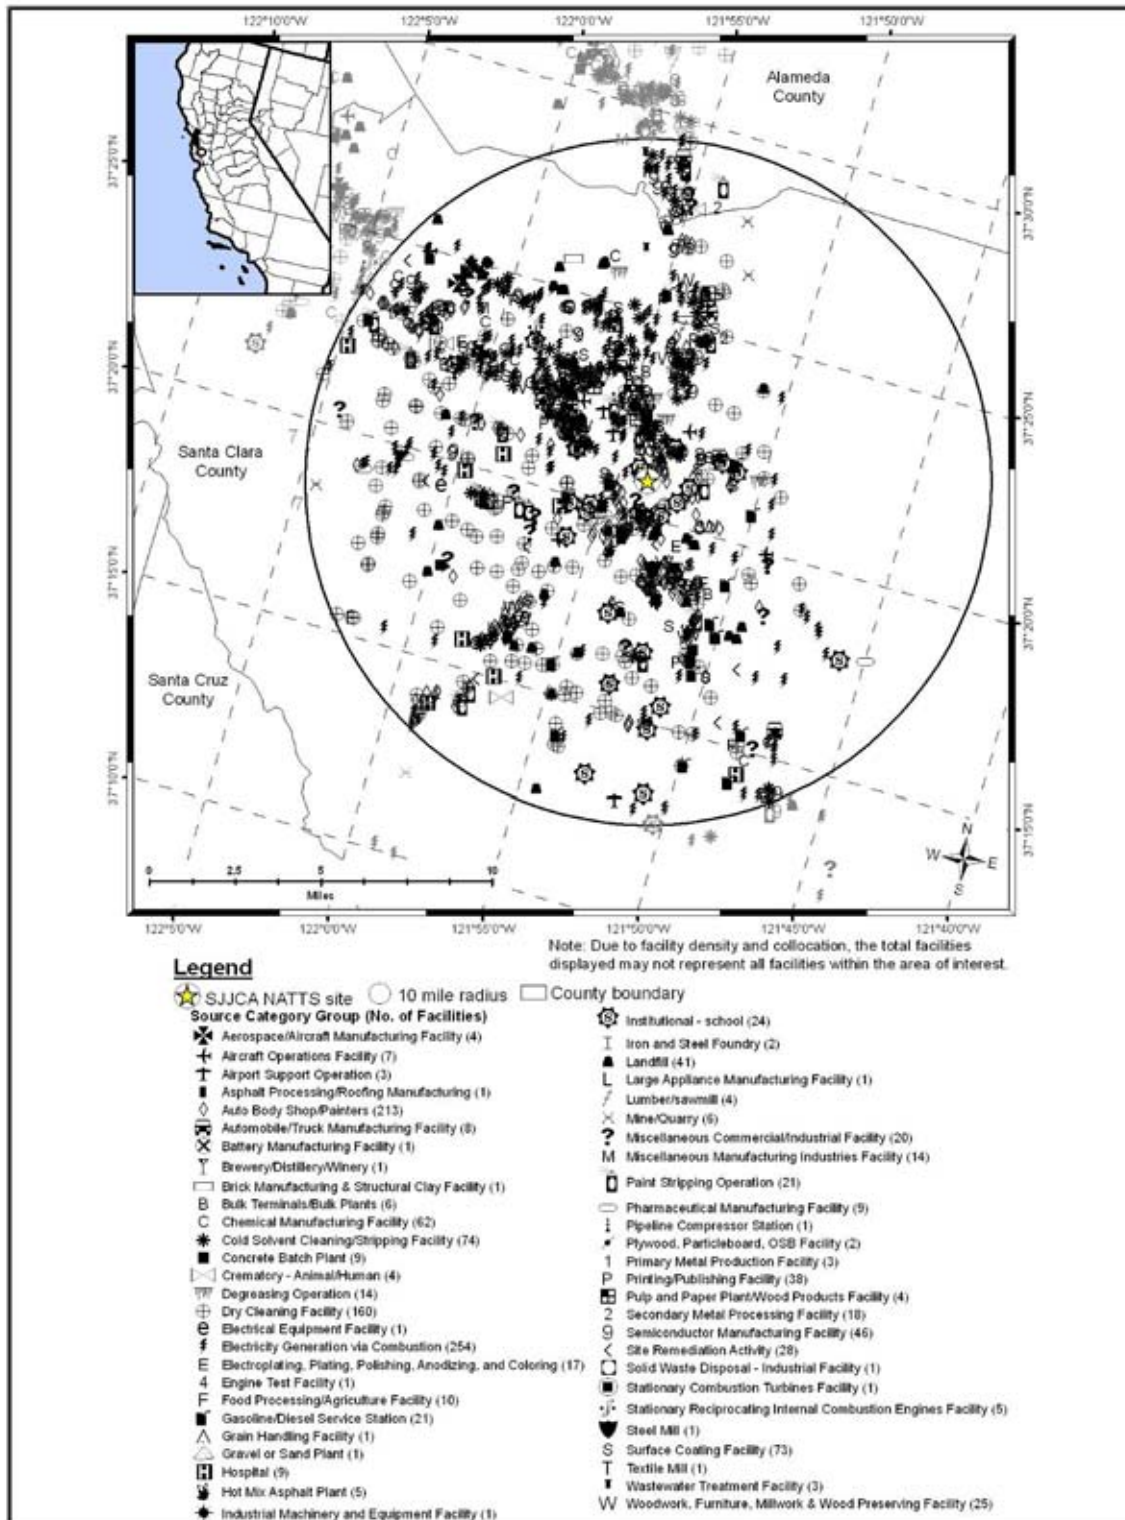 122°10'0"W 122°5'0"W 122°0'0"W 121°55'0"W 121°50'0"W
Alameda
County
37°25'0"N
37°30'0"N
37°20'0"N
37°25'0"N
Santa Clara
County
37°15'0"N
37°20'0"N
Santa Cruz
County
37°10'0"N
37°15'0"N
N
W E
S
0 2.5 5 10
Miles
122°5'0"W 122°0'0"W 121°55'0"W 121°50'0"W 121°45'0"W 121°40'0"W
Note: Due to facility density and collocation, the total facilities
displayed may not represent all facilities within the area of interest.
Legend
SJJCA NATTS site 10 mile radius County boundary
Source Category Group (No. of Facilities)
Aerospace/Aircraft Manufacturing Facility (4)
Aircraft Operations Facility (7)
Airport Support Operation (3)
Asphalt Processing/Roofing Manufacturing (1)
Auto Body Shop/Painters (213)
Automobile/Truck Manufacturing Facility (8)
Battery Manufacturing Facility (1)
Brewery/Distillery/Winery (1)
Brick Manufacturing & Structural Clay Facility (1)
B Bulk Terminals/Bulk Plants (6)
C Chemical Manufacturing Facility (62)
Cold Solvent Cleaning/Stripping Facility (74)
Concrete Batch Plant (9)
Crematory - Animal/Human (4)
Degreasing Operation (14)
Dry Cleaning Facility (160)
e Electrical Equipment Facility (1)
Electricity Generation via Combustion (254)
E Electroplating, Plating, Polishing, Anodizing, and Coloring (17)
4 Engine Test Facility (1)
F Food Processing/Agriculture Facility (10)
Gasoline/Diesel Service Station (21)
Grain Handling Facility (1)
Gravel or Sand Plant (1)
H Hospital (9)
Hot Mix Asphalt Plant (5)
Industrial Machinery and Equipment Facility (1)
S Institutional - school (24)
I Iron and Steel Foundry (2)
Landfill (41)
L Large Appliance Manufacturing Facility (1)
Lumber/sawmill (4)
Mine/Quarry (6)
? Miscellaneous Commercial/Industrial Facility (20)
M Miscellaneous Manufacturing Industries Facility (14)
Paint Stripping Operation (21)
Pharmaceutical Manufacturing Facility (9)
Pipeline Compressor Station (1)
Plywood, Particleboard, OSB Facility (2)
1 Primary Metal Production Facility (3)
P Printing/Publishing Facility (38)
Pulp and Paper Plant/Wood Products Facility (4)
2 Secondary Metal Processing Facility (18)
9 Semiconductor Manufacturing Facility (46)
< Site Remediation Activity (28)
Solid Waste Disposal - Industrial Facility (1)
Stationary Combustion Turbines Facility (1)
Stationary Reciprocating Internal Combustion Engines Facility (5)
Steel Mill (1)
S Surface Coating Facility (73)
T Textile Mill (1)
Wastewater Treatment Facility (3)
W Woodwork, Furniture, Millwork & Wood Preserving Facility (25)